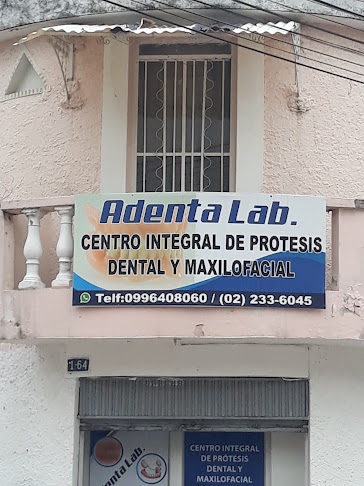 Adenta Lab.
CENTRO INTEGRAL DE PROTESIS
DENTAL Y MAXILOFACIAL
Telf:0996408060 / (02) 233-6045
1-64
Adenta Lab.
CENTRO INTEGRAL
DE PRÓTESIS
DENTAL Y
MAXILOFACIAL